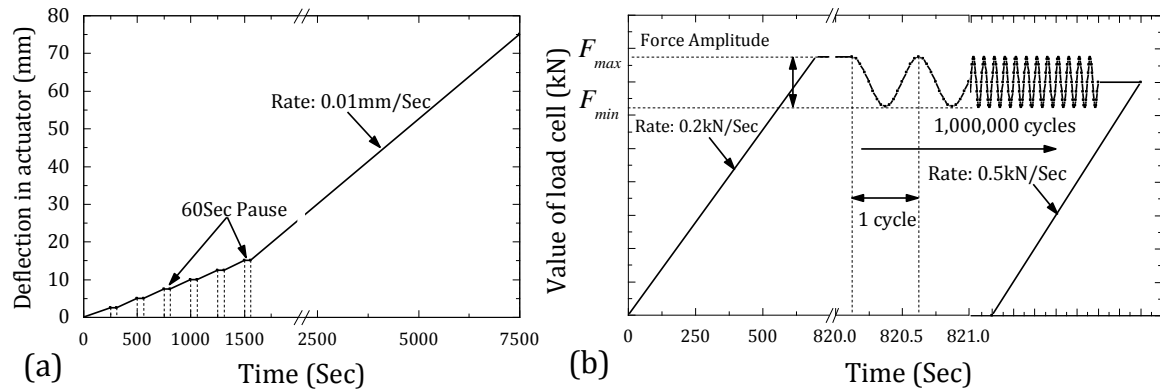 75
70
60
50
40
30
20
10
0
Deflection in actuator (mm)
Rate: 0.01mm/Sec
60Sec Pause
0
500
1000
1500
2500
5000
7500
Time (Sec)
(a)
Value of load cell (kN)
Fmax
Fmin
Force Amplitude
Rate: 0.2kN/Sec
1,000,000 cycles
Rate: 0.5kN/Sec
1 cycle
0
250
500
820.0
820.5
821.0
Time (Sec)
(b)